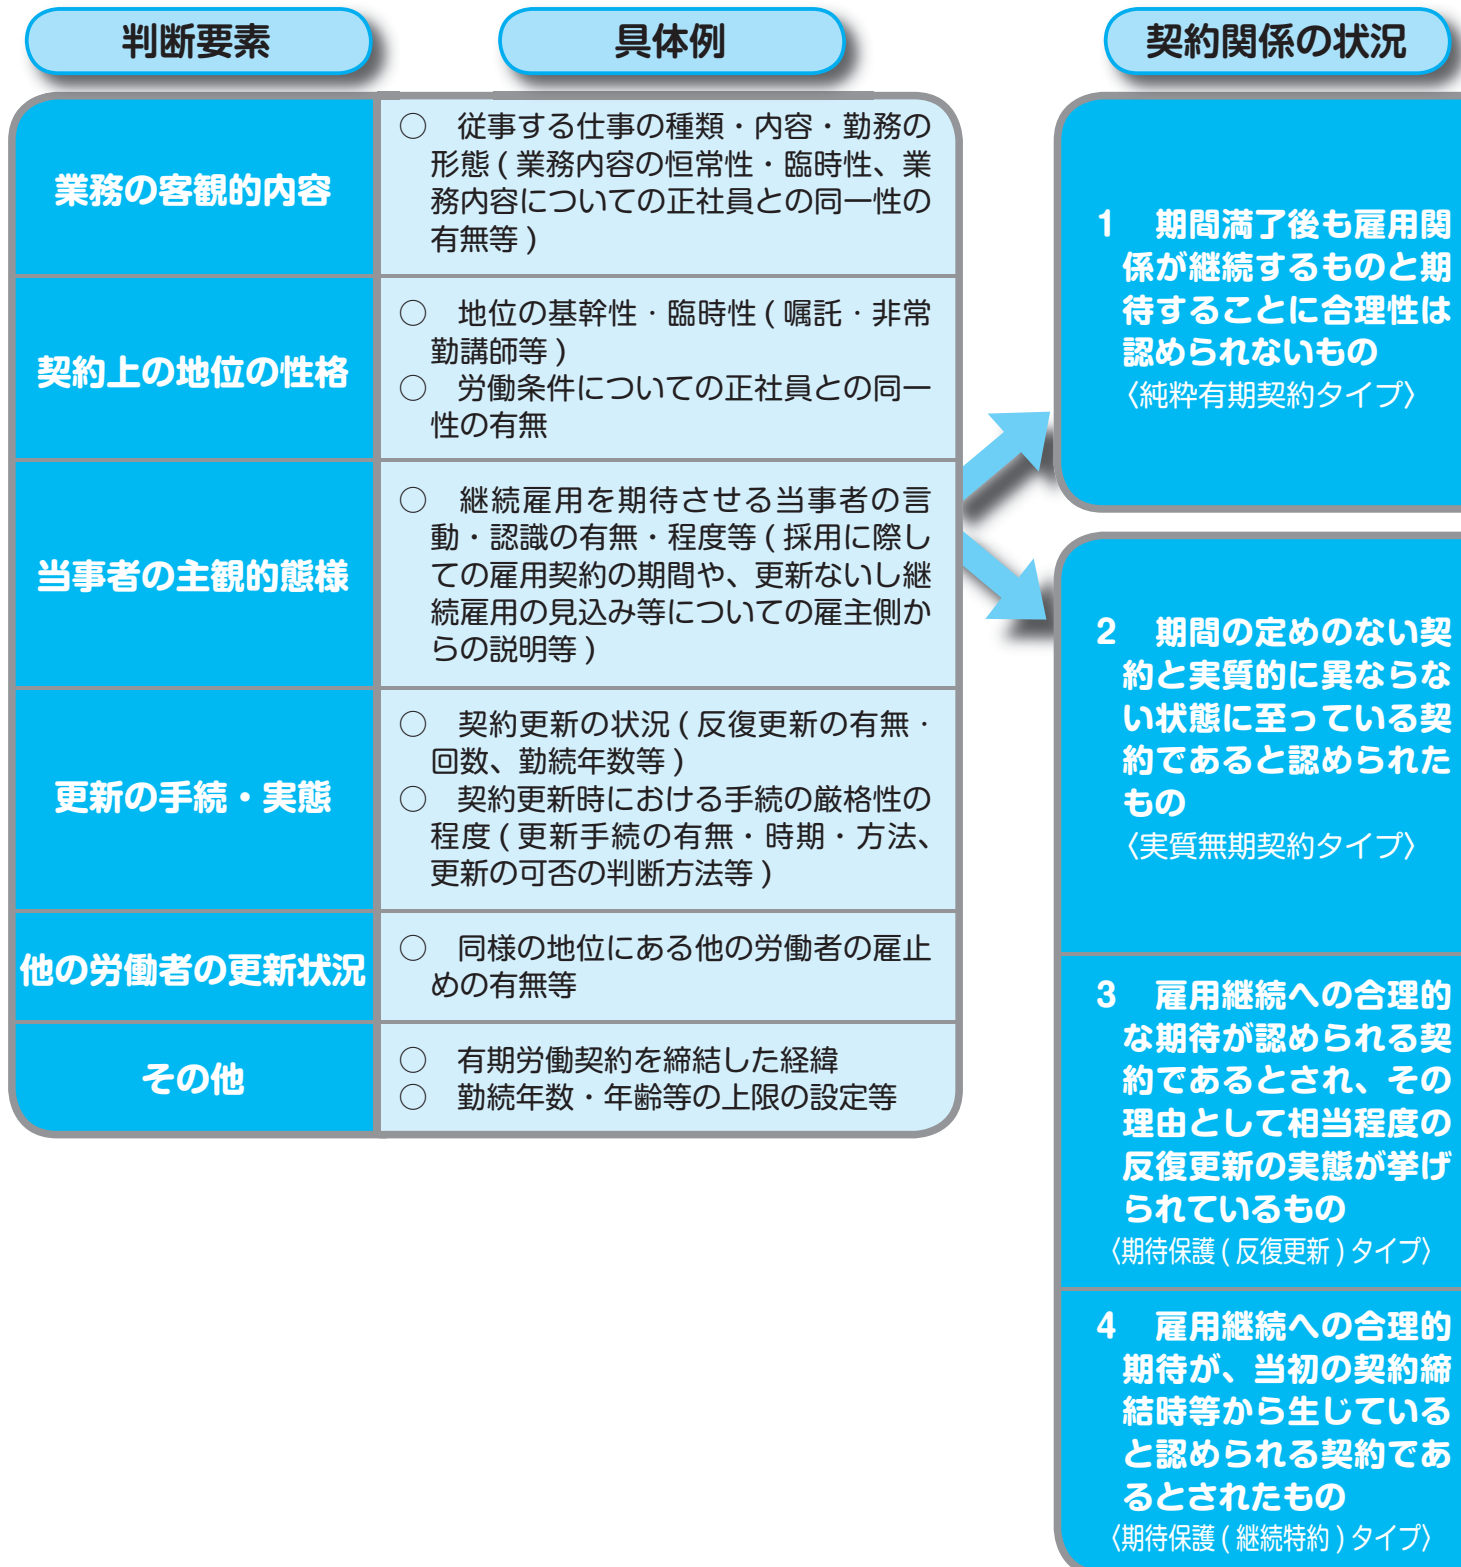 判断要素
具体例
契約関係の状況
業務の客観的内容
○　従事する仕事の種類・内容・勤務の
形態(業務内容の恒常性・臨時性、業
務内容についての正社員との同一性の
有無等)
契約上の地位の性格
○　地位の基幹性・臨時性(嘱託・非常
勤講師等)
○　労働条件についての正社員との同一
性の有無
当事者の主観的態様
○　継続雇用を期待させる当事者の言
動・認識の有無・程度等(採用に際し
ての雇用契約の期間や、更新ないし継
続雇用の見込み等についての雇主側か
らの説明等)
更新の手続・実態
○　契約更新の状況(反復更新の有無・
回数、勤続年数等)
○　契約更新時における手続の厳格性の
程度(更新手続の有無・時期・方法、
更新の可否の判断方法等)
他の労働者の更新状況
○　同様の地位にある他の労働者の雇止
めの有無等
その他
○　有期労働契約を締結した経緯
○　勤続年数・年齢等の上限の設定等
1　期間満了後も雇用関
係が継続するものと期
待することに合理性は
認められないもの
〈純粋有期契約タイプ〉
2　期間の定めのない契
約と実質的に異ならな
い状態に至っている契
約であると認められた
もの
〈実質無期契約タイプ〉
3　雇用継続への合理的
な期待が認められる契
約であるとされ、その
理由として相当程度の
反復更新の実態が挙げ
られているもの
〈期待保護(反復更新)タイプ〉
4　雇用継続への合理的
期待が、当初の契約締
結時等から生じている
と認められる契約であ
るとされたもの
〈期待保護(継続特約)タイプ〉